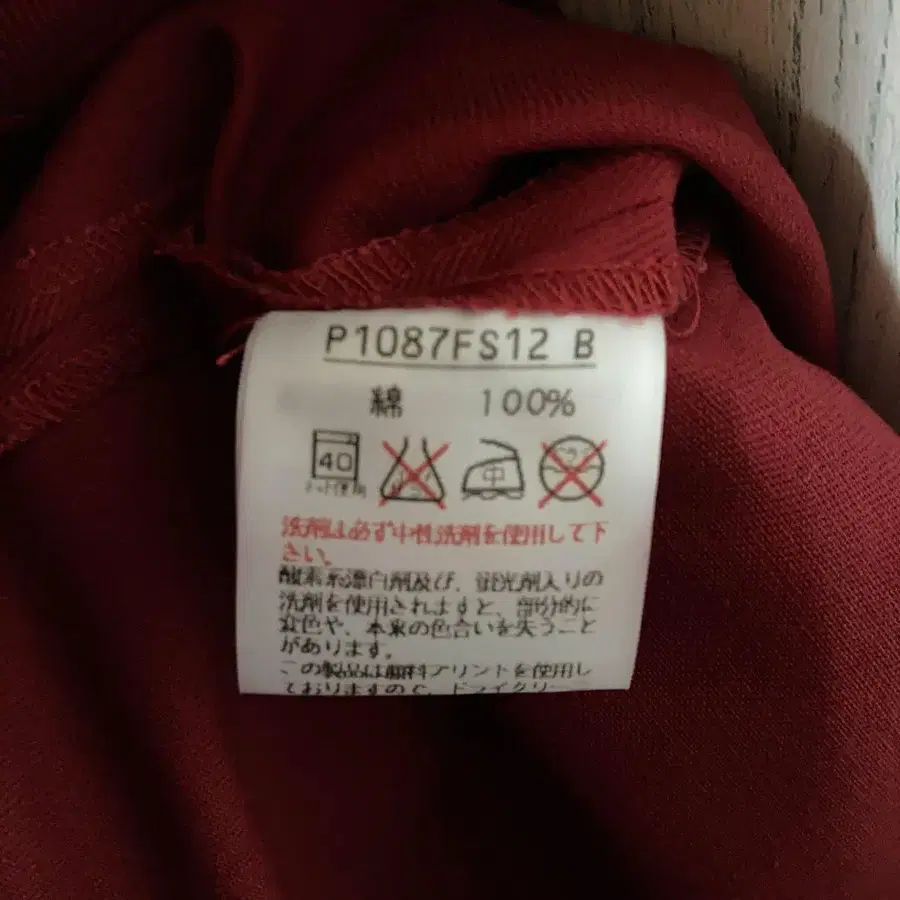 P1087FS12 B
綿 100%
40 中
ネット使用
洗剤は必ず中性洗剤を使用して下
さい。
酸素系漂白剤及び、蛍光剤入りの
洗剤を使用されますと、部分的に
変色や、本来の色合いを失うこと
があります。
この製品は顔料プリントを使用し
ておりますので、ドライクリー